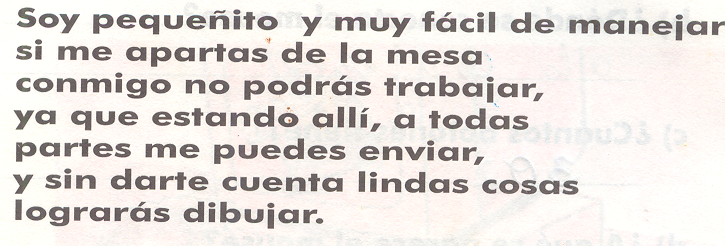 Soy pequeñito y muy fácil de manejar
si me apartas de la mesa
conmigo no podrás trabajar,
ya que estando allí, a todas
partes me puedes enviar,
y sin darte cuenta lindas cosas
lograrás dibujar.